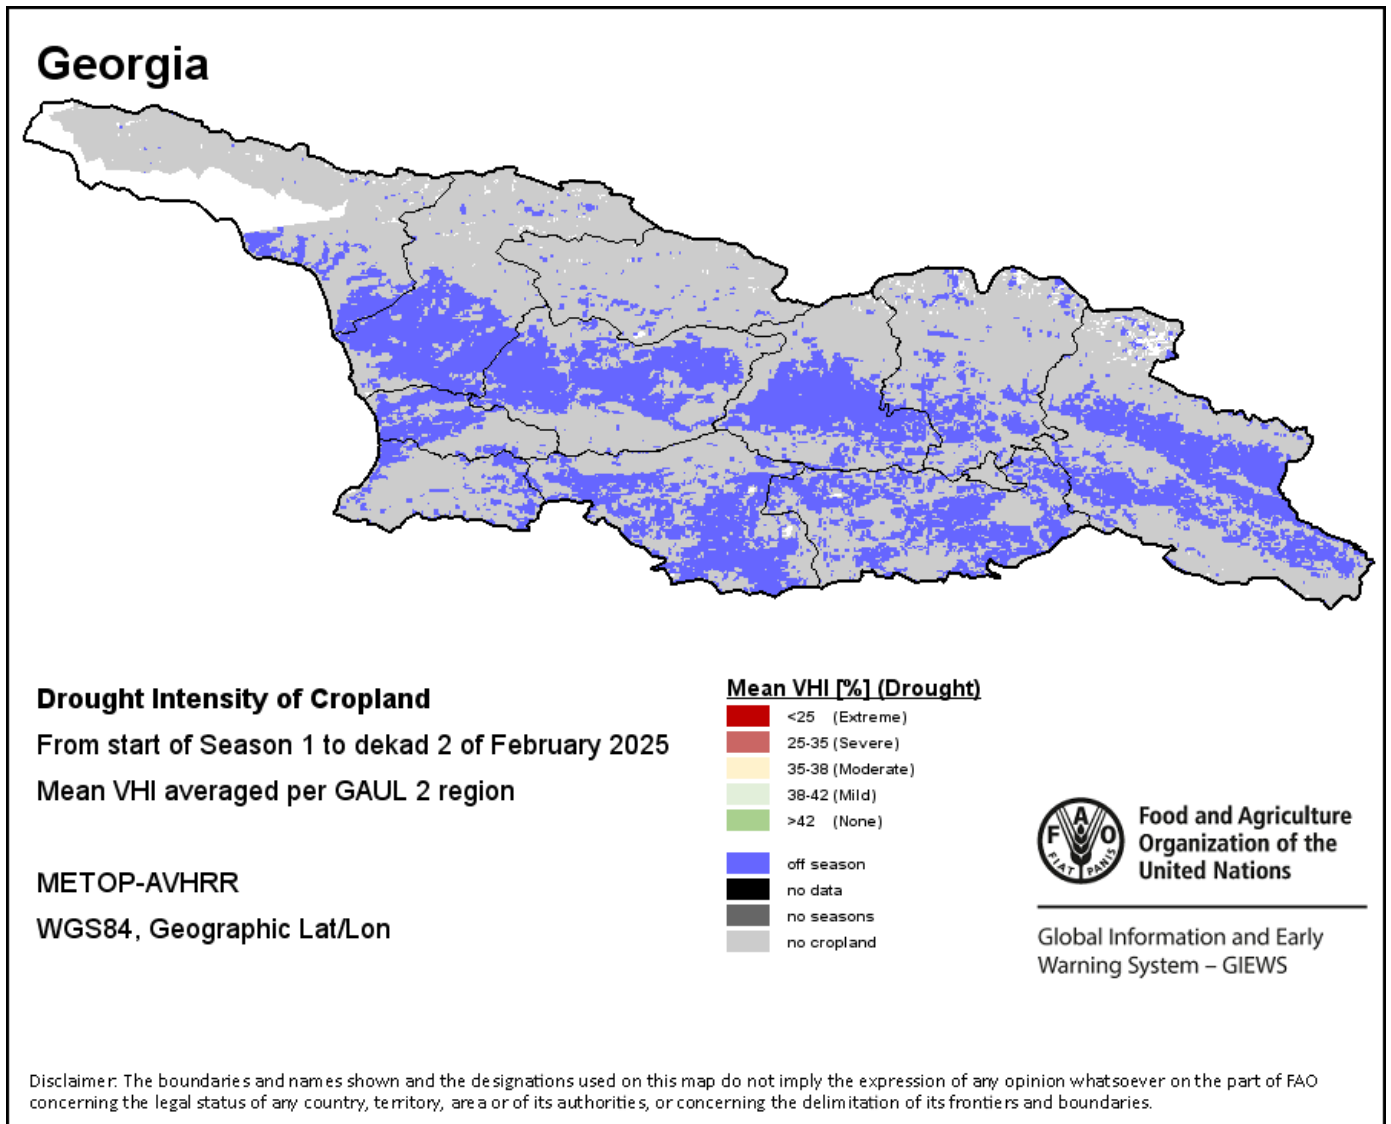 Georgia
Drought Intensity of Cropland
From start of Season 1 to dekad 2 of February 2025
Mean VHI averaged per GAUL 2 region
METOP-AVHRR
WGS84, Geographic Lat/Lon
Mean VHI [%] (Drought)
<25 (Extreme)
25-35 (Severe)
35-38 (Moderate)
38-42 (Mild)
>42 (None)
off season
no data
no seasons
no cropland
F A O
FIAT PANIS
Food and Agriculture
Organization of the
United Nations
Global Information and Early
Warning System – GIEWS
Disclaimer: The boundaries and names shown and the designations used on this map do not imply the expression of any opinion whatsoever on the part of FAO
concerning the legal status of any country, territory, area or of its authorities, or concerning the delimitation of its frontiers and boundaries.